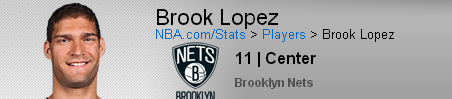 Brook Lopez
NBA.com/Stats > Players > Brook Lopez
NETS
B
BROOKLYN
11 | Center
Brooklyn Nets